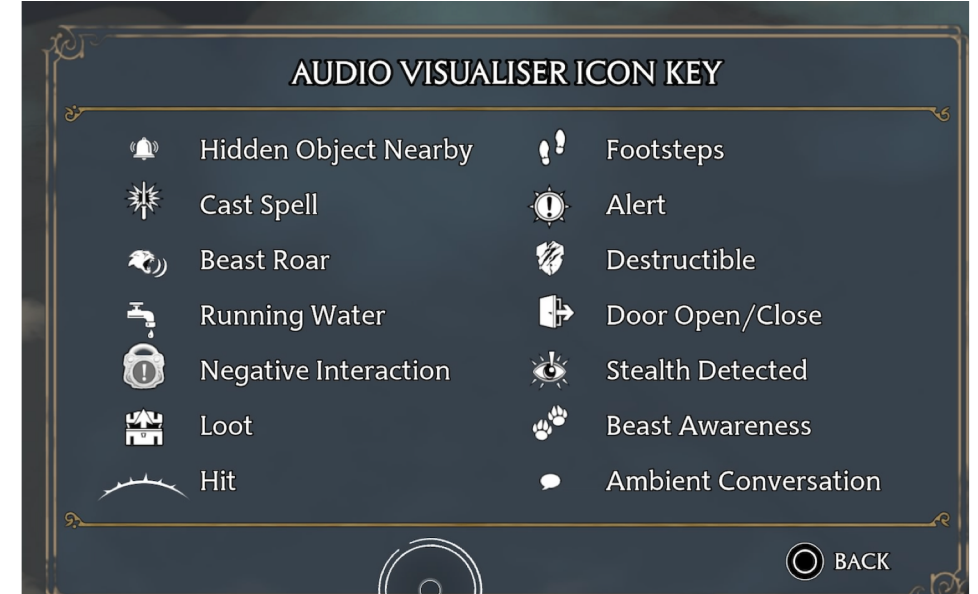 AUDIO VISUALISER ICON KEY
Hidden Object Nearby
Footsteps
Cast Spell
Alert
Beast Roar
Destructible
Running Water
Door Open/Close
Negative Interaction
Stealth Detected
Loot
Beast Awareness
Hit
Ambient Conversation
BACK